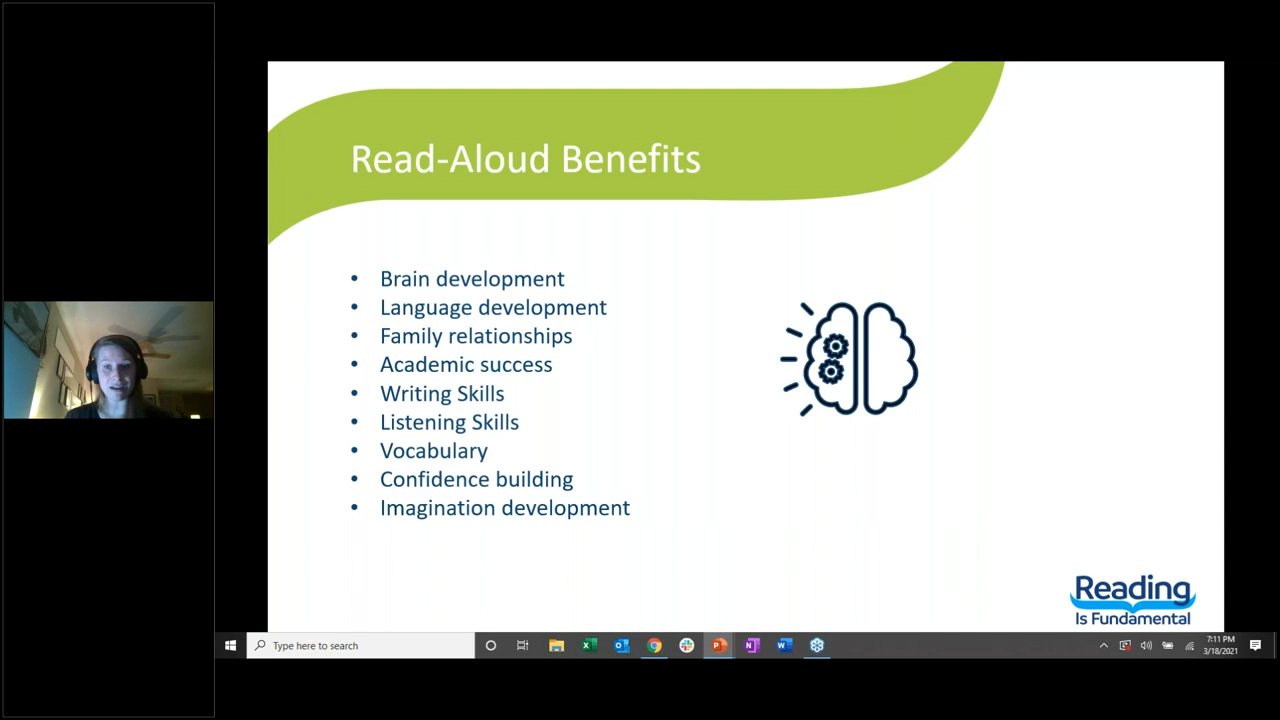 Read-Aloud Benefits
• Brain development
• Language development
• Family relationships
• Academic success
• Writing Skills
• Listening Skills
• Vocabulary
• Confidence building
• Imagination development
Reading
Is Fundamental
Type here to search
7:11 PM
3/18/2021